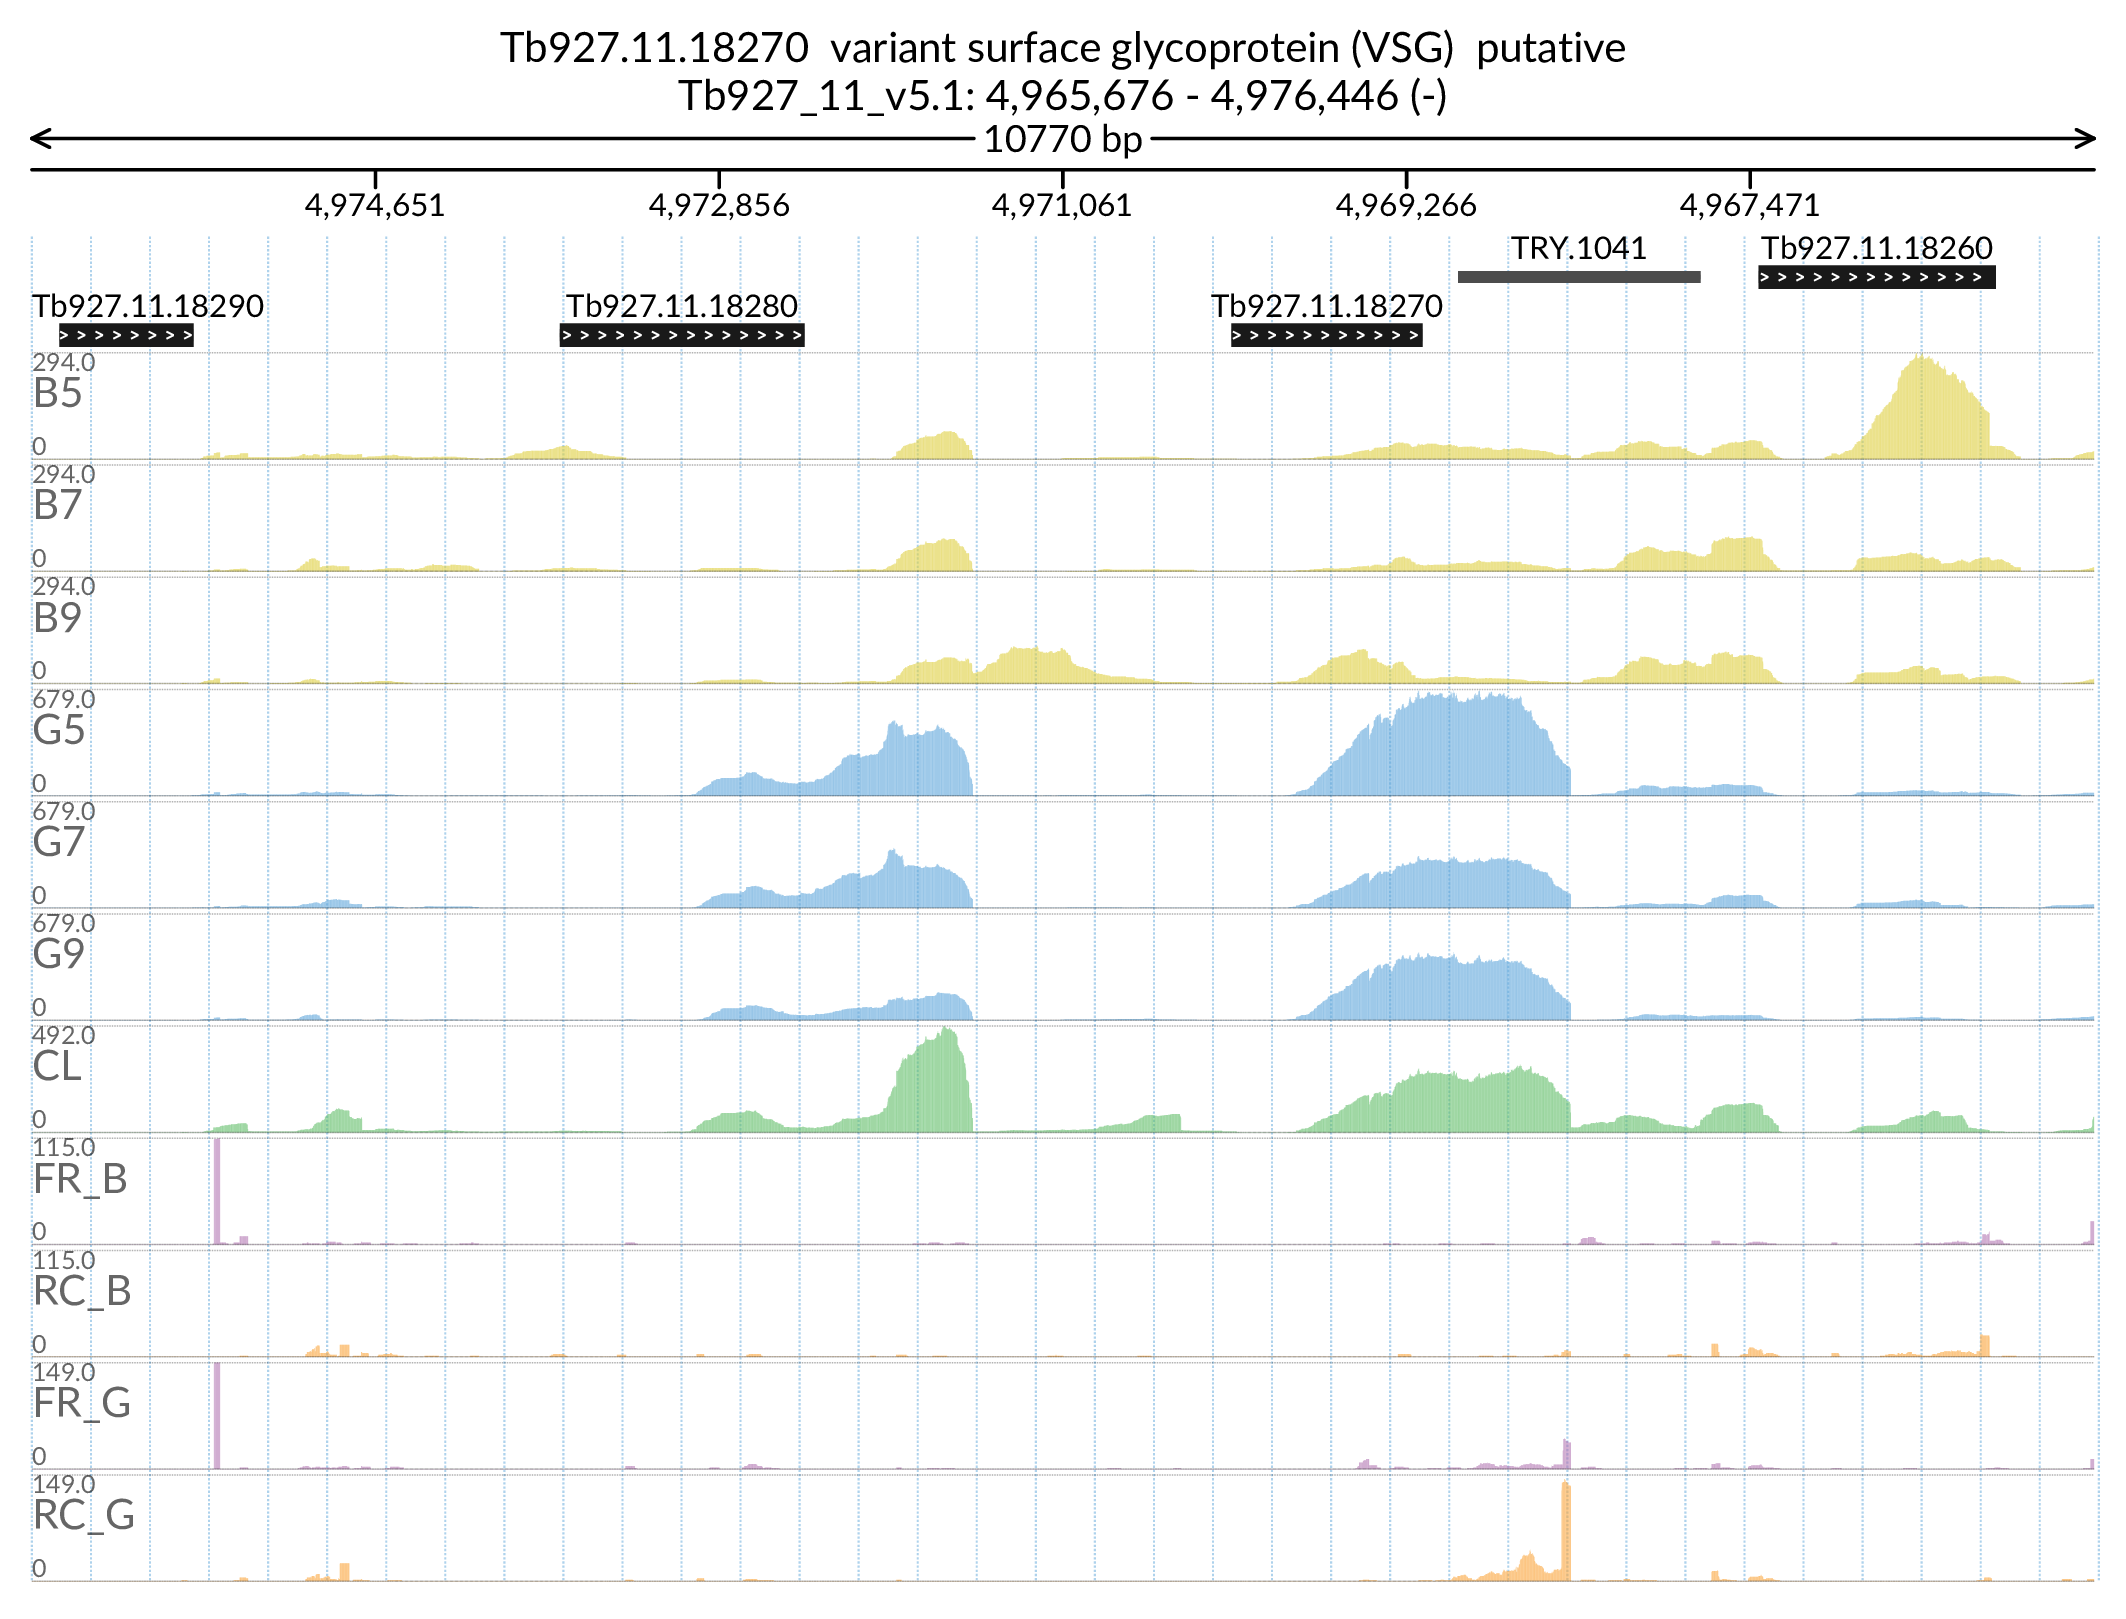 Tb927.11.18270  variant surface glycoprotein (VSG)  putative
Tb927_11_v5.1: 4,965,676 - 4,976,446 (-)
10770 bp
4,974,651 4,972,856 4,971,061 4,969,266 4,967,471
TRY.1041 Tb927.11.18260
Tb927.11.18290 Tb927.11.18280 Tb927.11.18270
294.0
B5
0
294.0
B7
0
294.0
B9
0
679.0
G5
0
679.0
G7
0
679.0
G9
0
492.0
CL
0
115.0
FR_B
0
115.0
RC_B
0
149.0
FR_G
0
149.0
RC_G
0